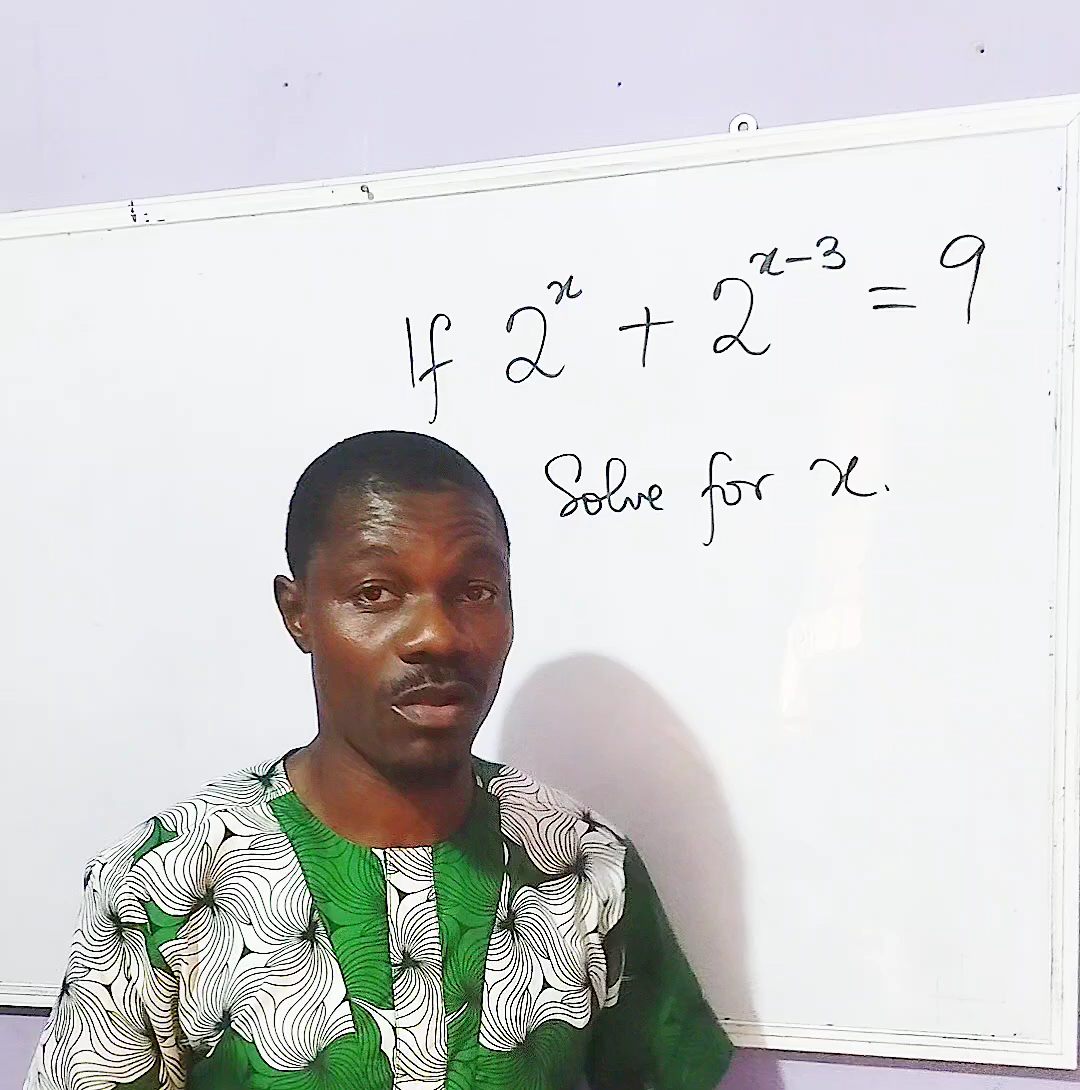 If 2^x + 2^{x-3} = 9
Solve for x.